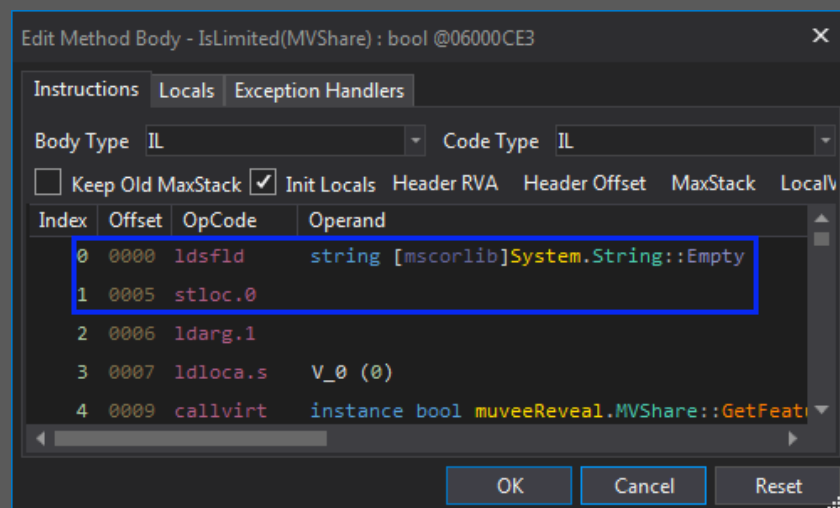 Edit Method Body - IsLimited(MVShare) : bool @06000CE3
Instructions Locals Exception Handlers
Body Type IL Code Type IL
Keep Old MaxStack Init Locals Header RVA Header Offset MaxStack LocalV
Index Offset OpCode Operand
0 0000 ldsfld string [mscorlib]System.String::Empty
1 0005 stloc.0
2 0006 ldarg.1
3 0007 ldloca.s V_0 (0)
4 0009 callvirt instance bool muveeReveal.MVShare::GetFeatu
OK Cancel Reset